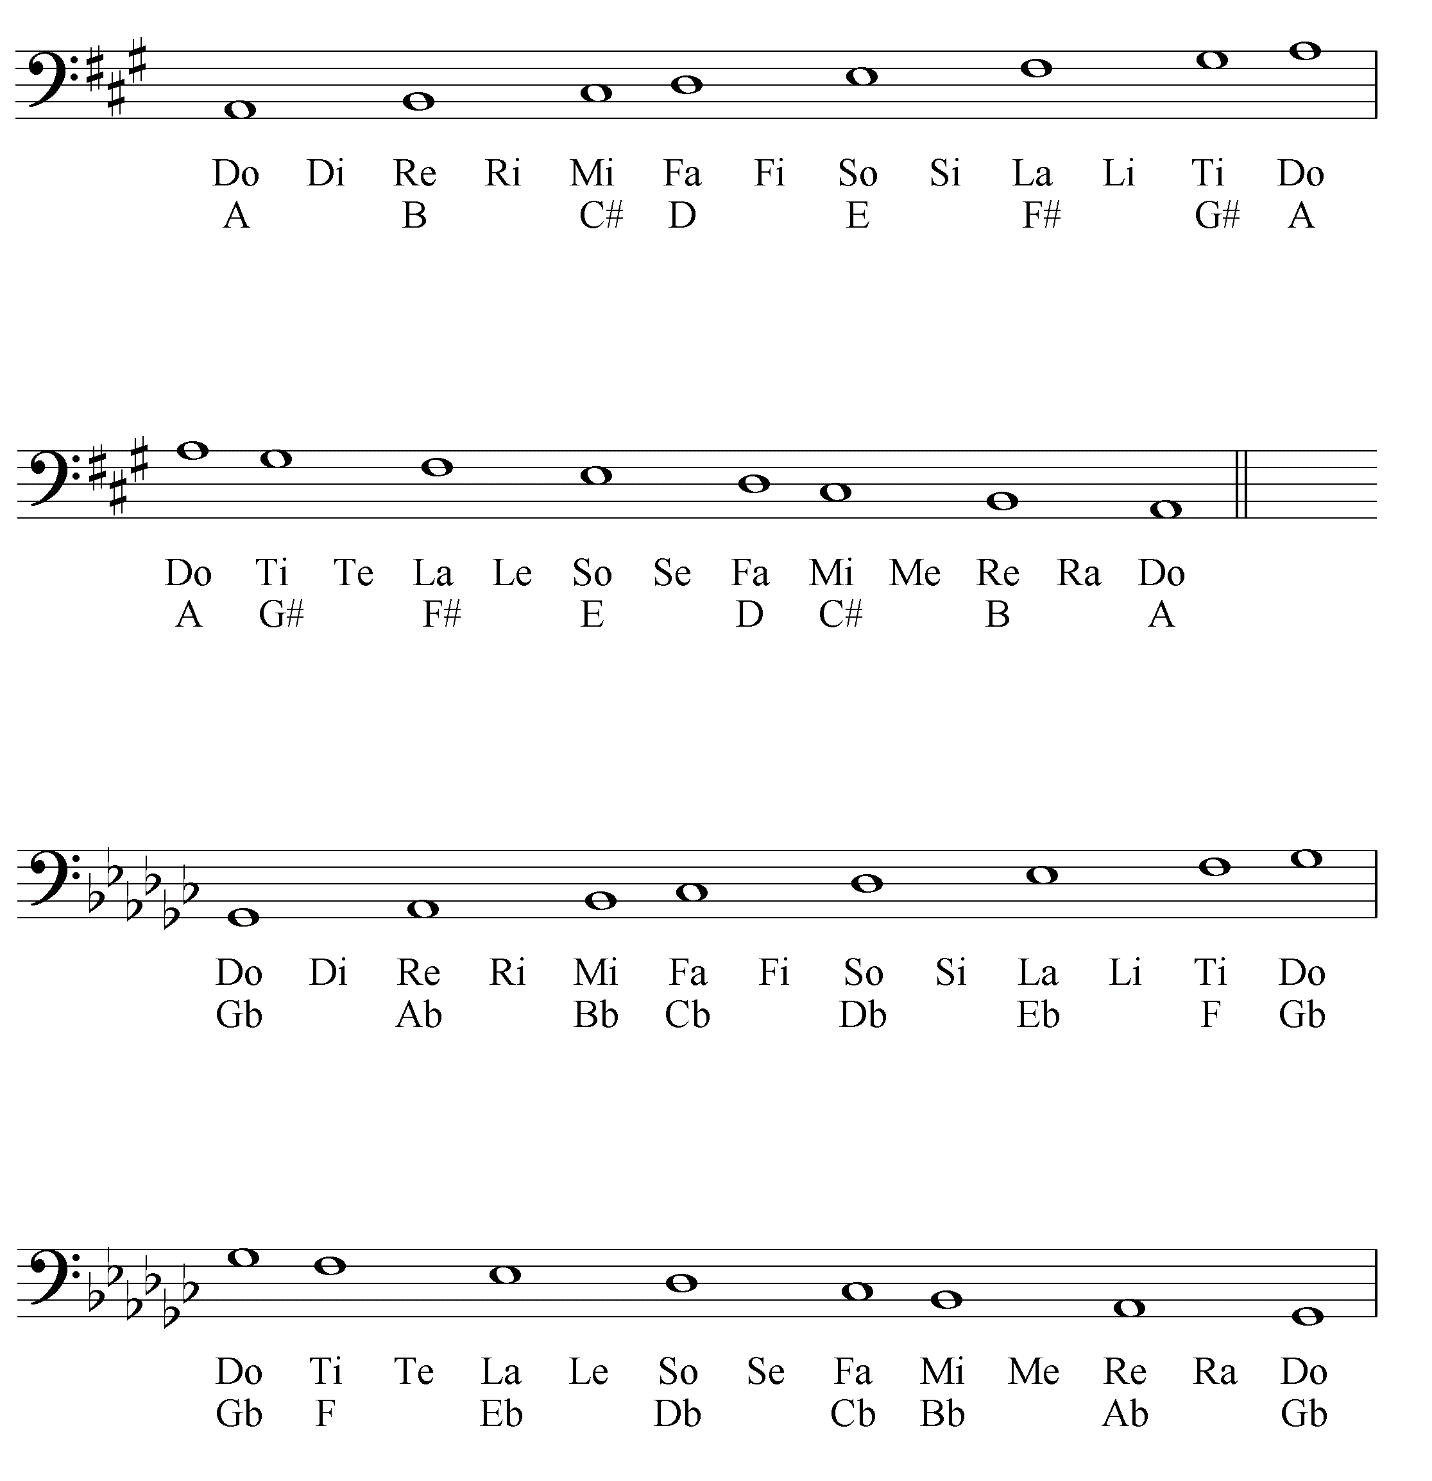 Do Di Re Ri Mi Fa Fi So Si La Li Ti Do
A B C# D E F# G# A
Do Ti Te La Le So Se Fa Mi Me Re Ra Do
A G# F# E D C# B A
Do Di Re Ri Mi Fa Fi So Si La Li Ti Do
Gb Ab Bb Cb Db Eb F Gb
Do Ti Te La Le So Se Fa Mi Me Re Ra Do
Gb F Eb Db Cb Bb Ab Gb